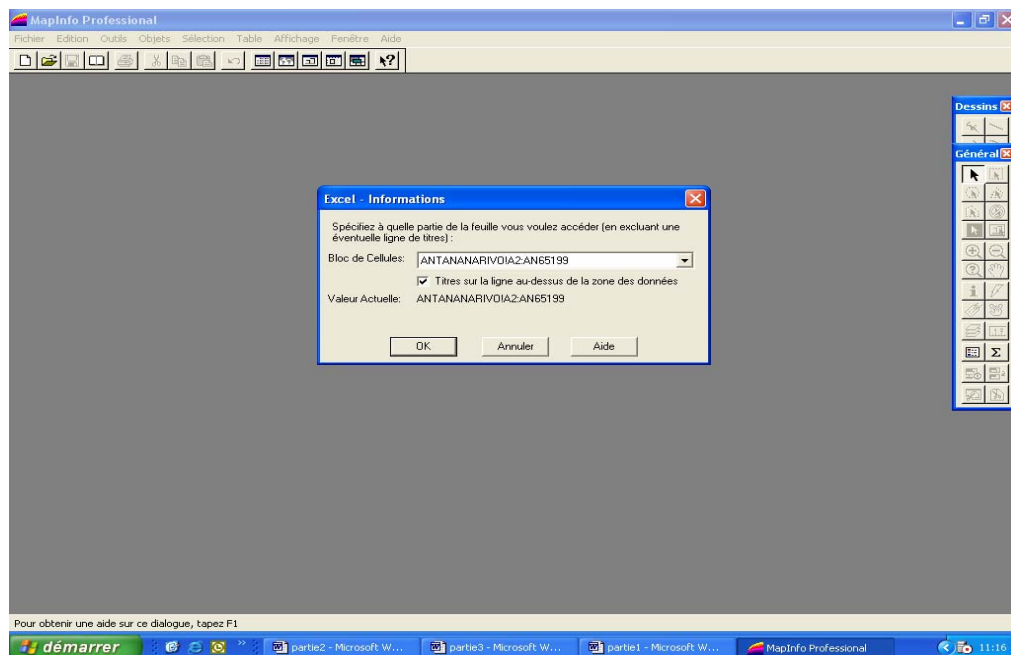 MapInfo Professional
Fichier Edition Outils Objets Sélection Table Affichage Fenêtre Aide
Dessins
Général
Excel - Informations
Spécifiez à quelle partie de la feuille vous voulez accéder (en excluant une
éventuelle ligne de titres) :
Bloc de Cellules: ANTANANARIVO!A2:AN65199
Titres sur la ligne au-dessus de la zone des données
Valeur Actuelle: ANTANANARIVO!A2:AN65199
OK Annuler Aide
Pour obtenir une aide sur ce dialogue, tapez F1
démarrer partie2 - Microsoft W... partie3 - Microsoft W... partie1 - Microsoft W... MapInfo Professional 11:16